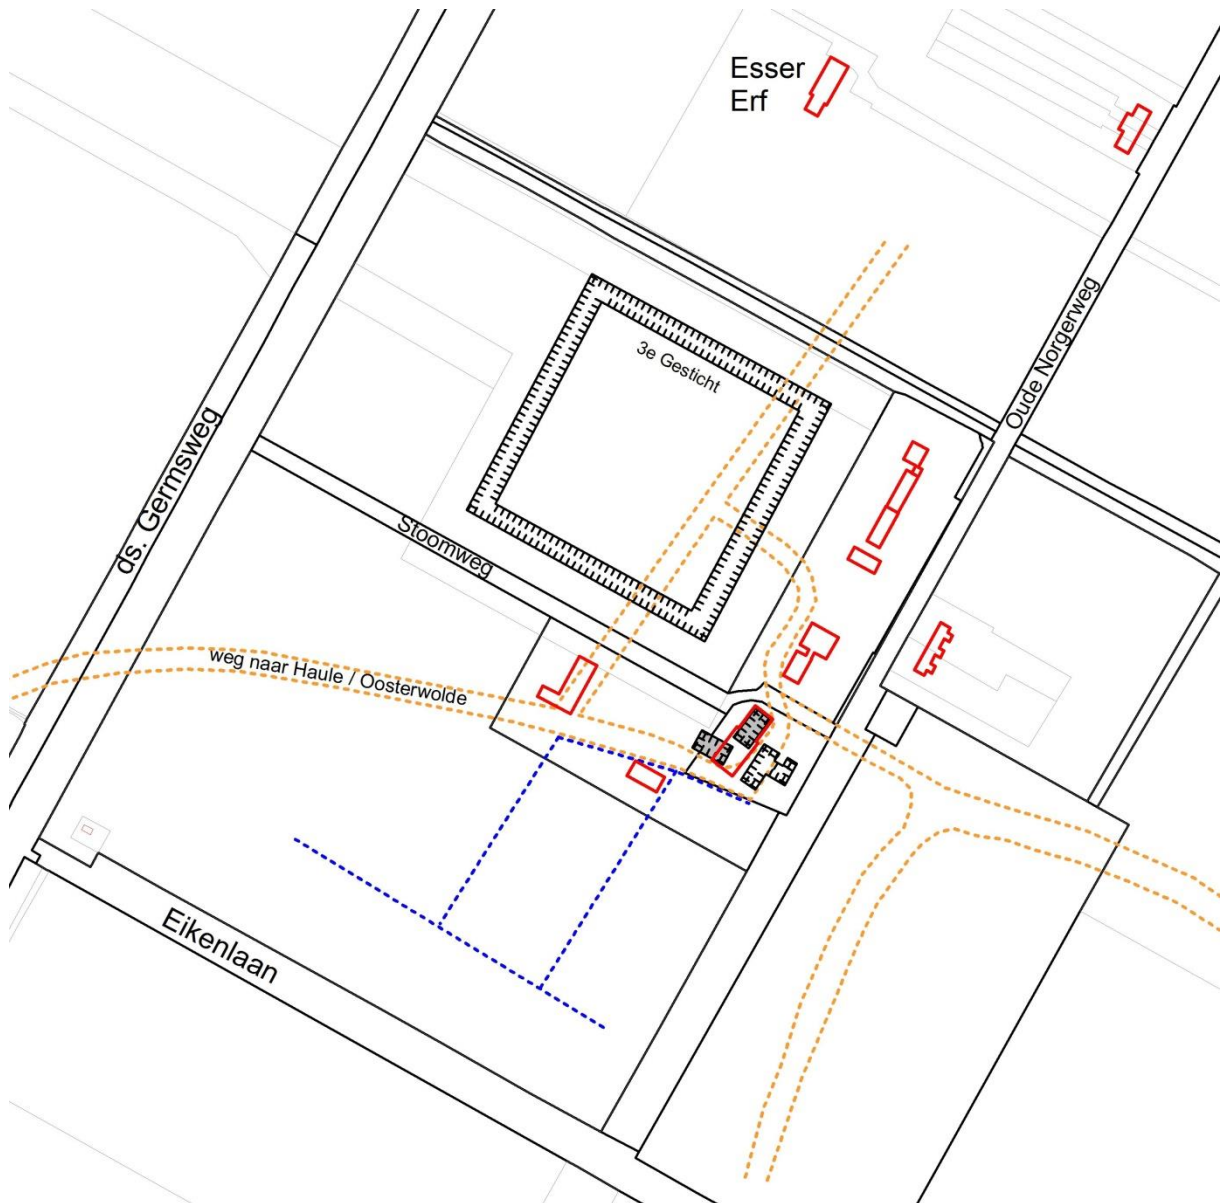 Esser
Erf
Oude Norgerweg
3e Gesticht
ds. Germsweg
Stoomweg
weg naar Haule / Oosterwolde
Eikenlaan